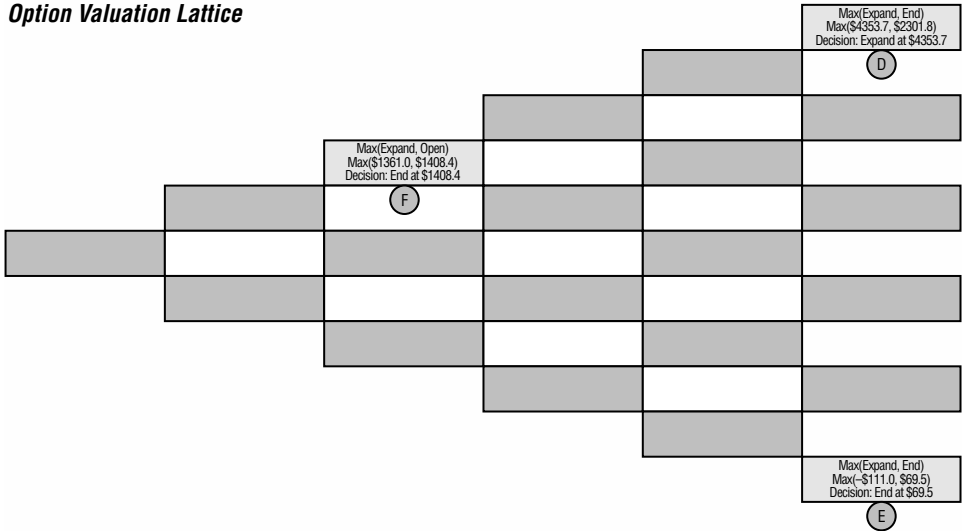 Option Valuation Lattice
Max(Expand, End)
Max($4353.7, $2301.8)
Decision: Expand at $4353.7
D
Max(Expand, Open)
Max($1361.0, $1408.4)
Decision: End at $1408.4
F
Max(Expand, End)
Max(–$111.0, $69.5)
Decision: End at $69.5
E